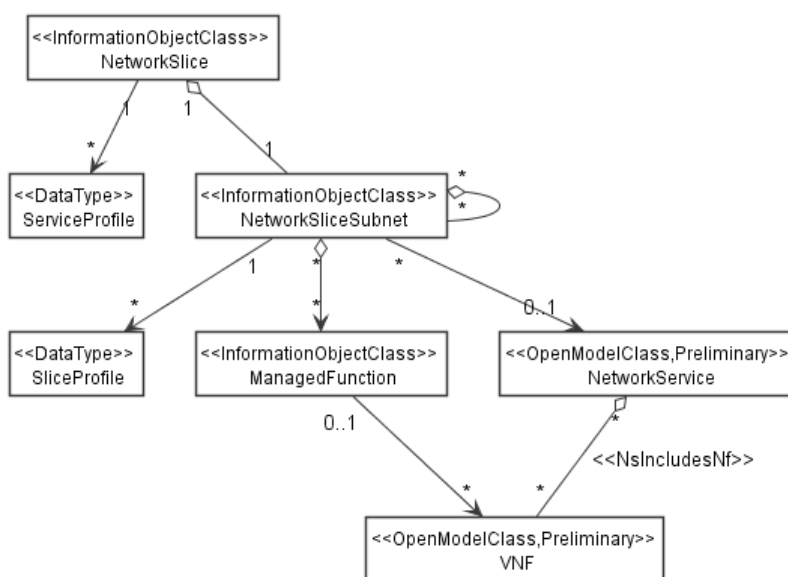 <<InformationObjectClass>>
NetworkSlice
1
1
*
1
<<DataType>>
ServiceProfile
<<InformationObjectClass>>
NetworkSliceSubnet
*
*
1
*
*
*
*
0..1
<<DataType>>
SliceProfile
<<InformationObjectClass>>
ManagedFunction
<<OpenModelClass,Preliminary>>
NetworkService
0..1
*
<<NsIncludesNf>>
*
*
<<OpenModelClass,Preliminary>>
VNF